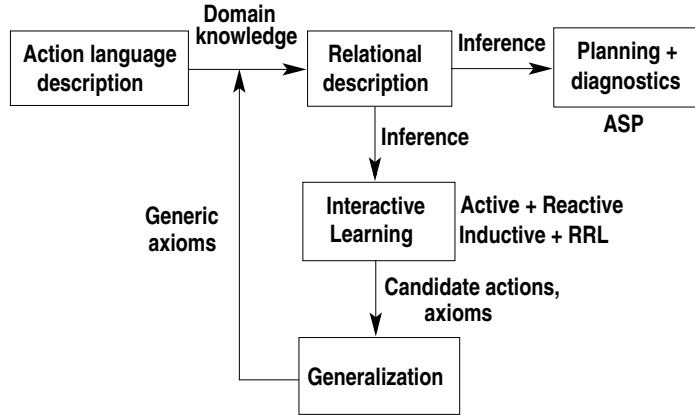 Domain
knowledge
Action language
description
Relational
description
Inference
Planning +
diagnostics
ASP
Inference
Generic
axioms
Interactive
Learning
Active + Reactive
Inductive + RRL
Candidate actions,
axioms
Generalization